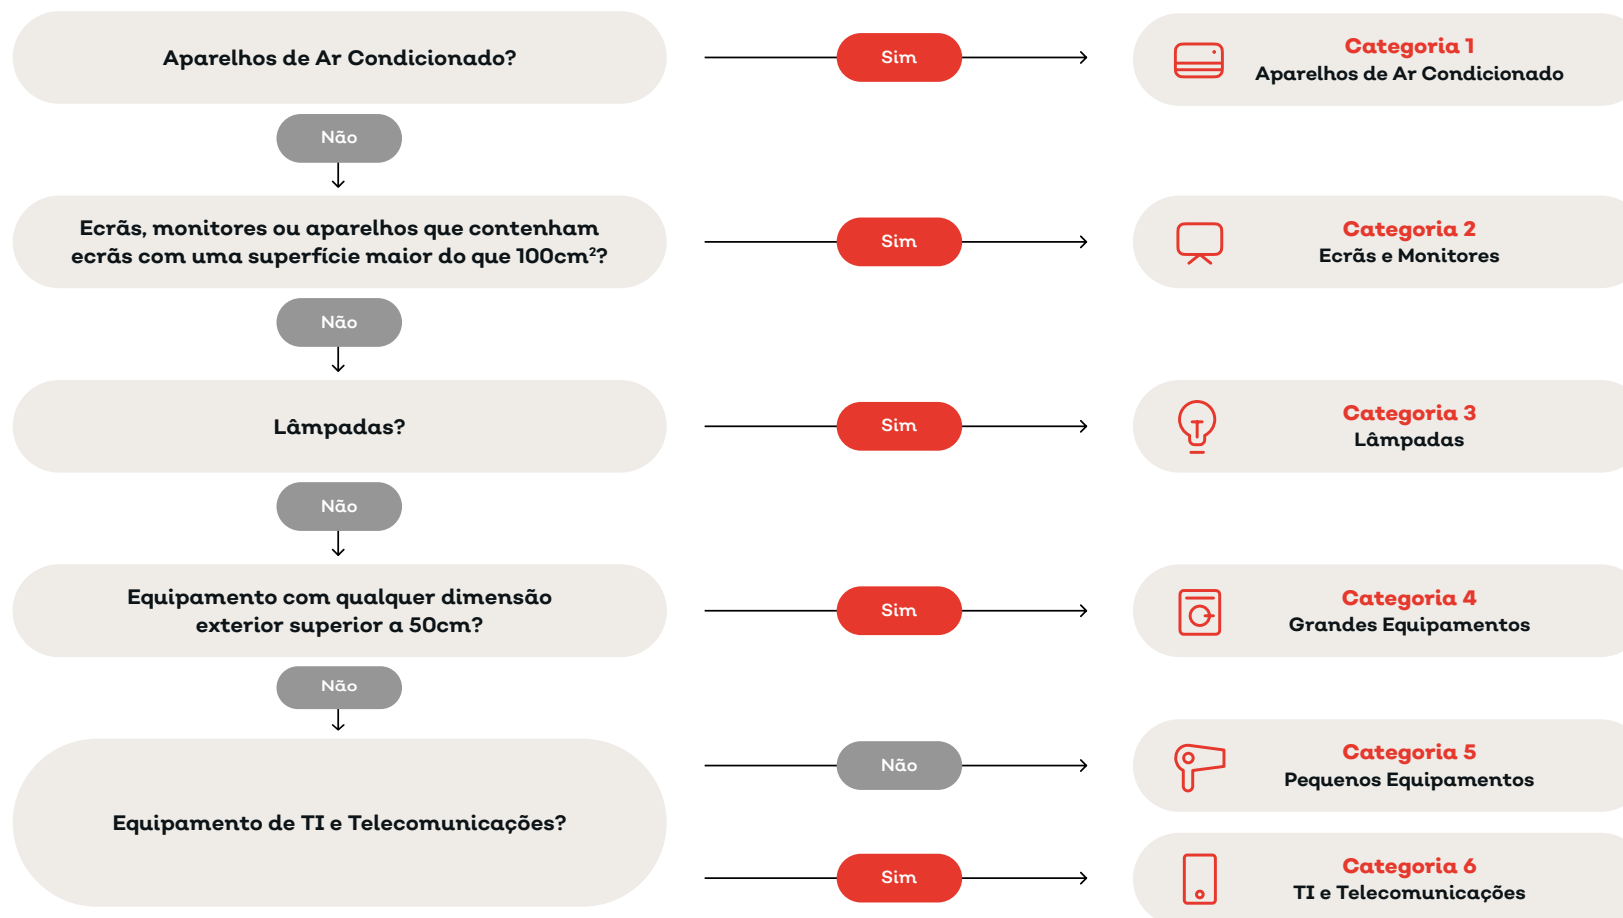 Aparelhos de Ar Condicionado?
Sim
Categoria 1
Aparelhos de Ar Condicionado
Não
Ecrãs, monitores ou aparelhos que contenham
ecrãs com uma superfície maior do que 100cm²?
Sim
Categoria 2
Ecrãs e Monitores
Não
Lâmpadas?
Sim
Categoria 3
Lâmpadas
Não
Equipamento com qualquer dimensão
exterior superior a 50cm?
Sim
Categoria 4
Grandes Equipamentos
Não
Equipamento de TI e Telecomunicações?
Não
Categoria 5
Pequenos Equipamentos
Sim
Categoria 6
TI e Telecomunicações